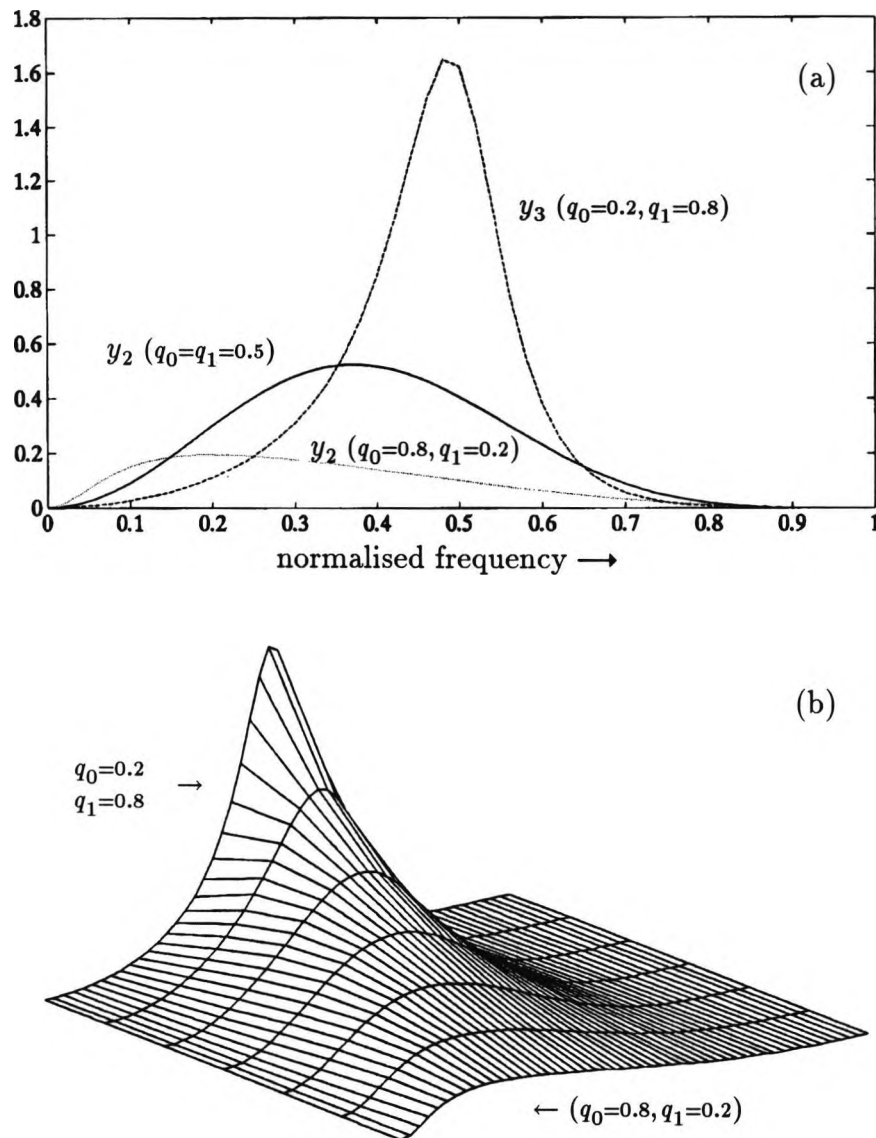 1.8
(a)
1.6
1.4
1.2
y3 (q0=0.2, q1=0.8)
1
0.8
0.6
y2 (q0=q1=0.5)
0.4
y2 (q0=0.8, q1=0.2)
0.2
0
0 0.1 0.2 0.3 0.4 0.5 0.6 0.7 0.8 0.9 1
normalised frequency →
(b)
q0=0.2 →
q1=0.8
← (q0=0.8, q1=0.2)